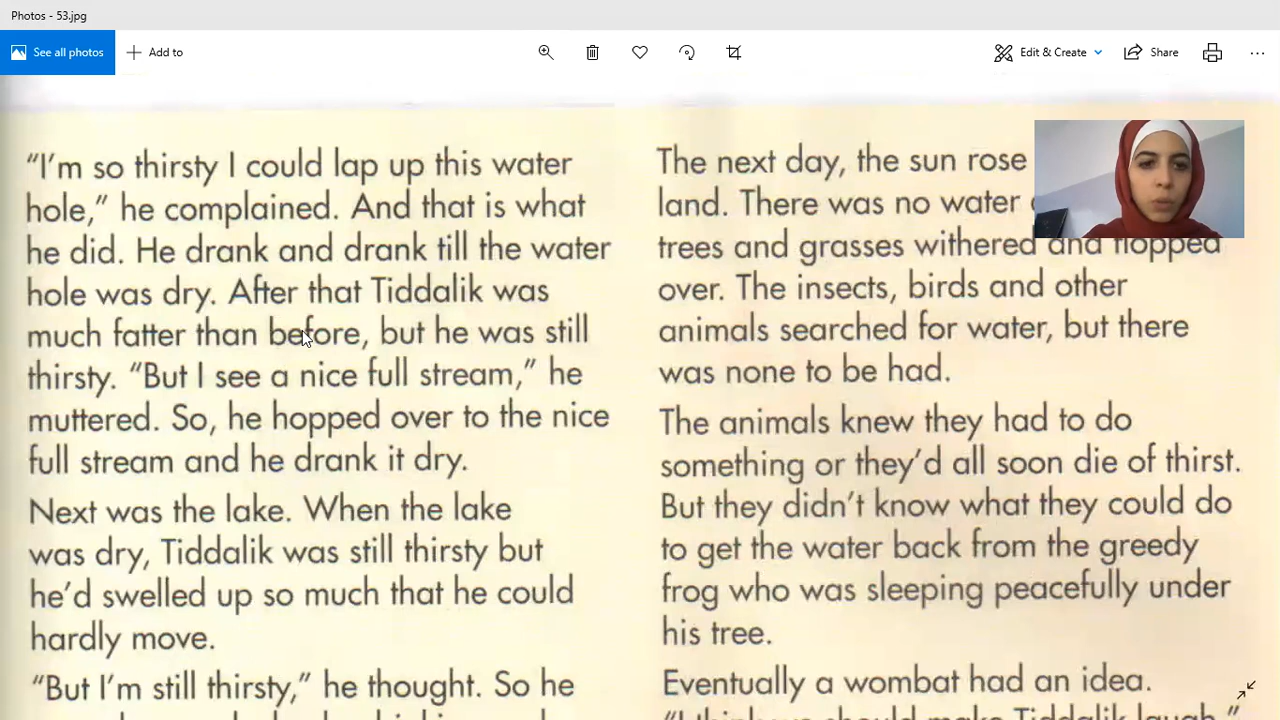 Photos - 53.jpg
See all photos
Add to
Edit & Create
Share
“I’m so thirsty I could lap up this water
hole,” he complained. And that is what
he did. He drank and drank till the water
hole was dry. After that Tiddalik was
much fatter than before, but he was still
thirsty. “But I see a nice full stream,” he
muttered. So, he hopped over to the nice
full stream and he drank it dry.
Next was the lake. When the lake
was dry, Tiddalik was still thirsty but
he’d swelled up so much that he could
hardly move.
“But I’m still thirsty,” he thought. So he
The next day, the sun rose
land. There was no water
trees and grasses withered and flopped
over. The insects, birds and other
animals searched for water, but there
was none to be had.
The animals knew they had to do
something or they’d all soon die of thirst.
But they didn’t know what they could do
to get the water back from the greedy
frog who was sleeping peacefully under
his tree.
Eventually a wombat had an idea.
“I think we should make Tiddalik laugh,”